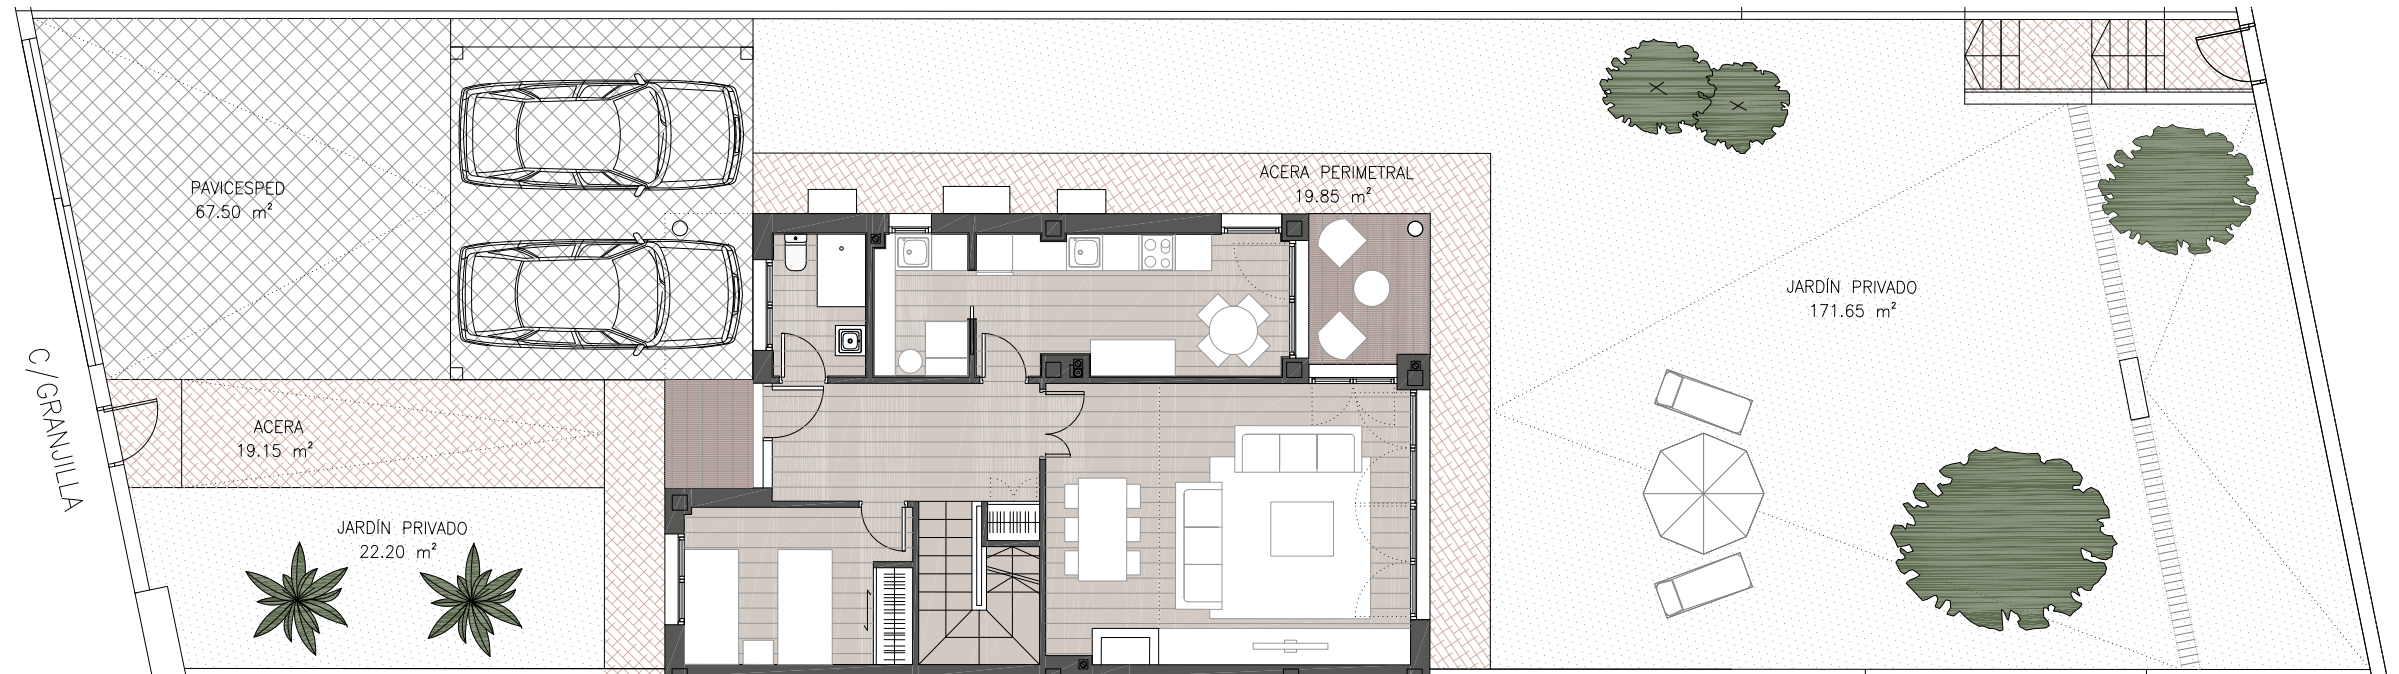 PAVICESPED
67.50 m²
ACERA PERIMETRAL
19.85 m²
JARDÍN PRIVADO
171.65 m²
C/GRANJILLA
ACERA
19.15 m²
JARDÍN PRIVADO
22.20 m²